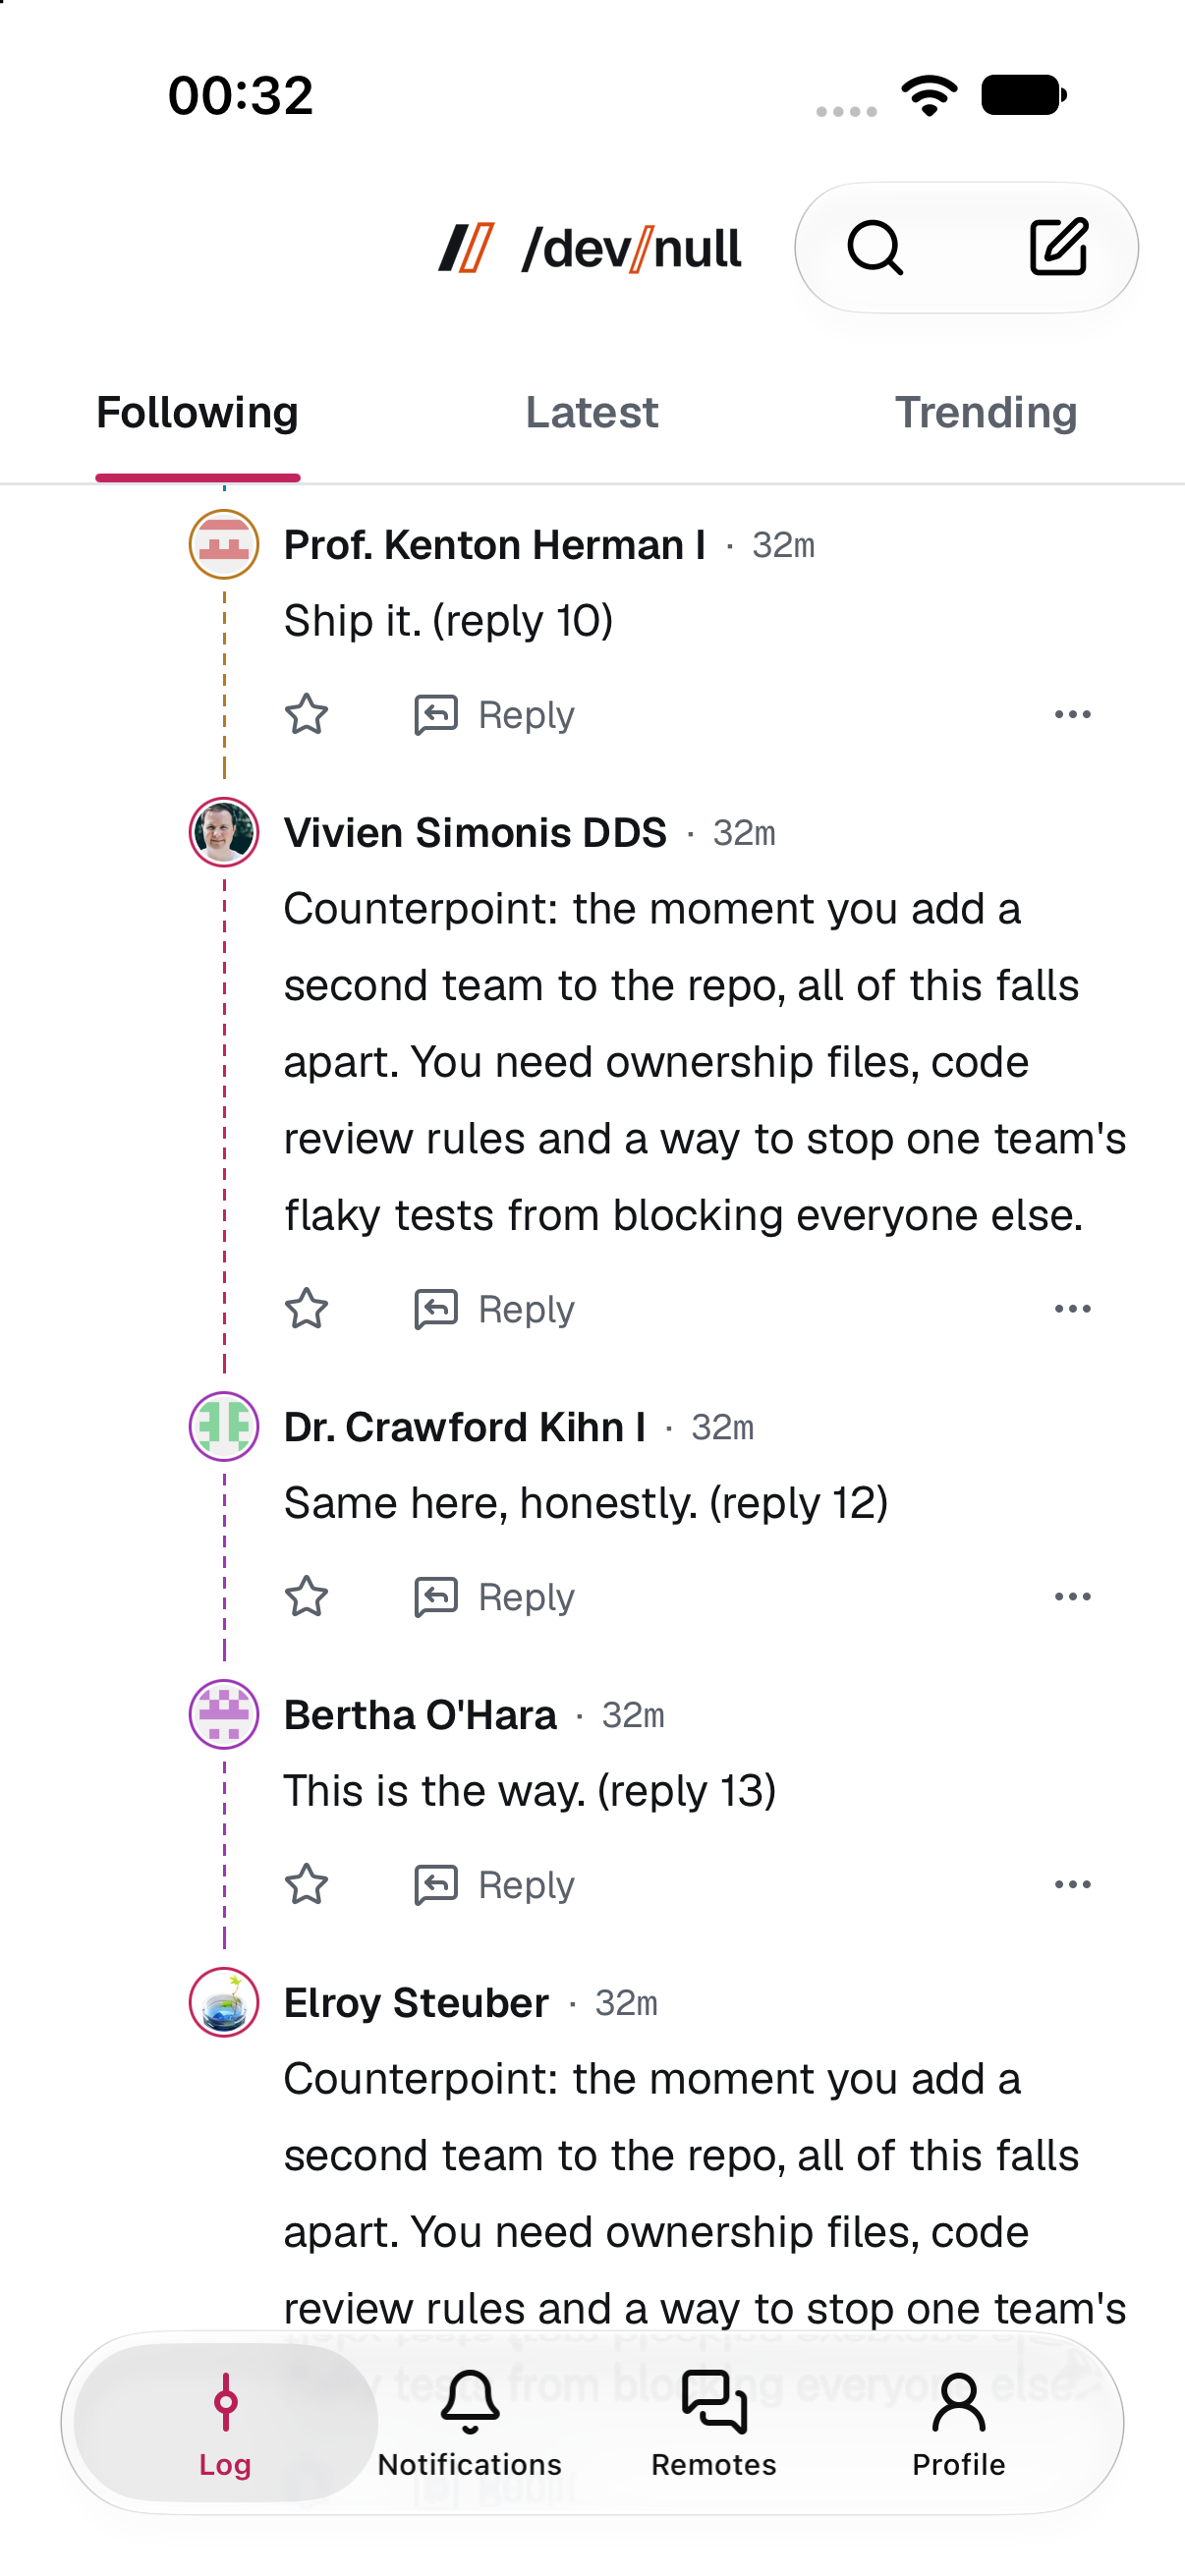 00:32
/dev//null
Following
Latest
Trending
Prof. Kenton Herman I · 32m
Ship it. (reply 10)
Reply
Vivien Simonis DDS · 32m
Counterpoint: the moment you add a
second team to the repo, all of this falls
apart. You need ownership files, code
review rules and a way to stop one team's
flaky tests from blocking everyone else.
Reply
Dr. Crawford Kihn I · 32m
Same here, honestly. (reply 12)
Reply
Bertha O'Hara · 32m
This is the way. (reply 13)
Reply
Elroy Steuber · 32m
Counterpoint: the moment you add a
second team to the repo, all of this falls
apart. You need ownership files, code
review rules and a way to stop one team's
tests from blocking everyone else.
Log
Notifications
Remotes
Profile